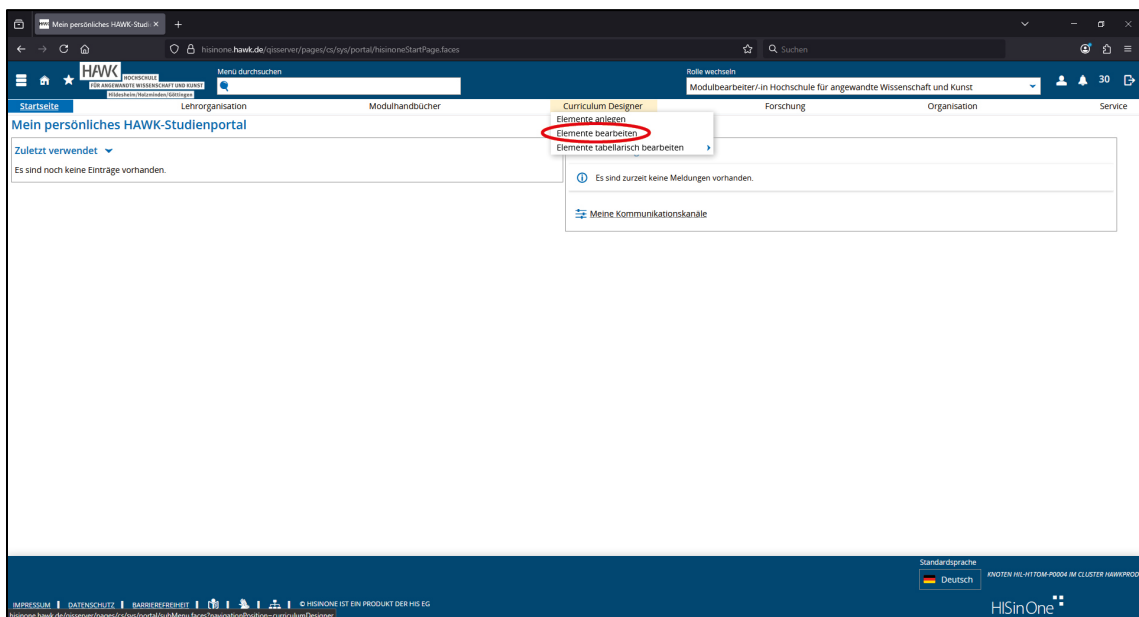 Mein persönliches HAWK-Studi
hisinone.hawk.de/qisserver/pages/cs/sys/portal/hisinoneStartPage.faces
Suchen
HAWK HOCHSCHULE
FÜR ANGEWANDTE WISSENSCHAFT UND KUNST
Hildesheim/Holzminden/Göttingen
Menü durchsuchen
Rolle wechseln
Modulbearbeiter/-in Hochschule für angewandte Wissenschaft und Kunst
30
Startseite Lehrorganisation Modulhandbücher Curriculum Designer Forschung Organisation Service
Elemente anlegen
Elemente bearbeiten
Elemente tabellarisch bearbeiten
Mein persönliches HAWK-Studienportal
Zuletzt verwendet
Es sind noch keine Einträge vorhanden.
Es sind zurzeit keine Meldungen vorhanden.
Meine Kommunikationskanäle
Standardsprache
Deutsch
KNOTEN HIL-H1TOM-P0004 IM CLUSTER HAWKPROD
IMPRESSUM DATENSCHUTZ BARRIEREFREIHEIT © HISINONE IST EIN PRODUKT DER HIS EG
HISinOne
hisinone.hawk.de/qisserver/pages/cs/sys/portal/subMenu.faces?navigationPosition=curriculumDesigner